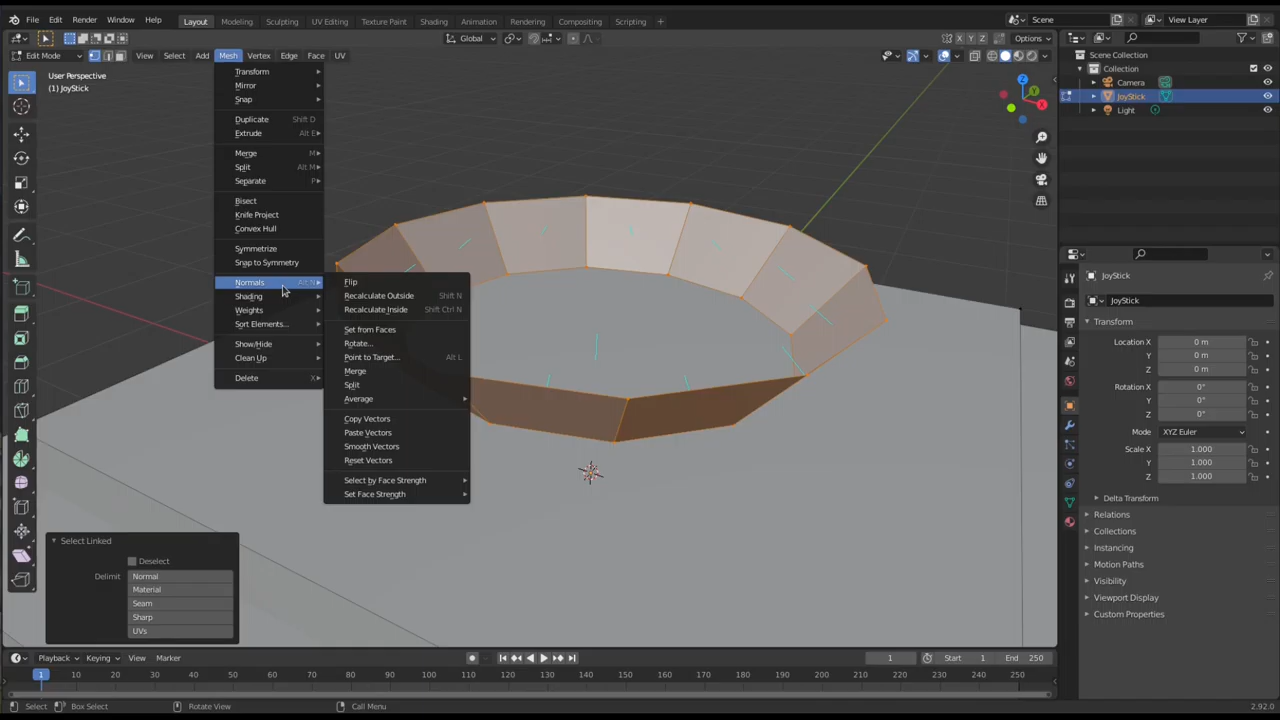 File Edit Render Window Help Layout Modeling Sculpting UV Editing Texture Paint Shading Animation Rendering Compositing Scripting + Scene View Layer
Global Options
X Y Z
Edit Mode View Select Add Mesh Vertex Edge Face UV
User Perspective
(1) JoyStick
Transform
Mirror
Snap
Duplicate Shift D
Extrude Alt E
Merge M
Split Alt M
Separate P
Bisect
Knife Project
Convex Hull
Symmetrize
Snap to Symmetry
Normals Alt N
Shading
Weights
Sort Elements...
Show/Hide
Clean Up
Delete X
Flip
Recalculate Outside Shift N
Recalculate Inside Shift Ctrl N
Set from Faces
Rotate...
Point to Target... Alt L
Merge
Split
Average
Copy Vectors
Paste Vectors
Smooth Vectors
Reset Vectors
Select by Face Strength
Set Face Strength
Z
Y
X
Select Linked
Deselect
Delimit Normal
Material
Seam
Sharp
UVs
Scene Collection
Collection
Camera
JoyStick
Light
JoyStick
JoyStick
Transform
Location X 0 m
Y 0 m
Z 0 m
Rotation X 0°
Y 0°
Z 0°
Mode XYZ Euler
Scale X 1.000
Y 1.000
Z 1.000
Delta Transform
Relations
Collections
Instancing
Motion Paths
Visibility
Viewport Display
Custom Properties
Playback Keying View Marker 1 Start 1 End 250
1 10 20 30 40 50 60 70 80 90 100 110 120 130 140 150 160 170 180 190 200 210 220 230 240 250
Select Box Select Rotate View Call Menu 2.92.0